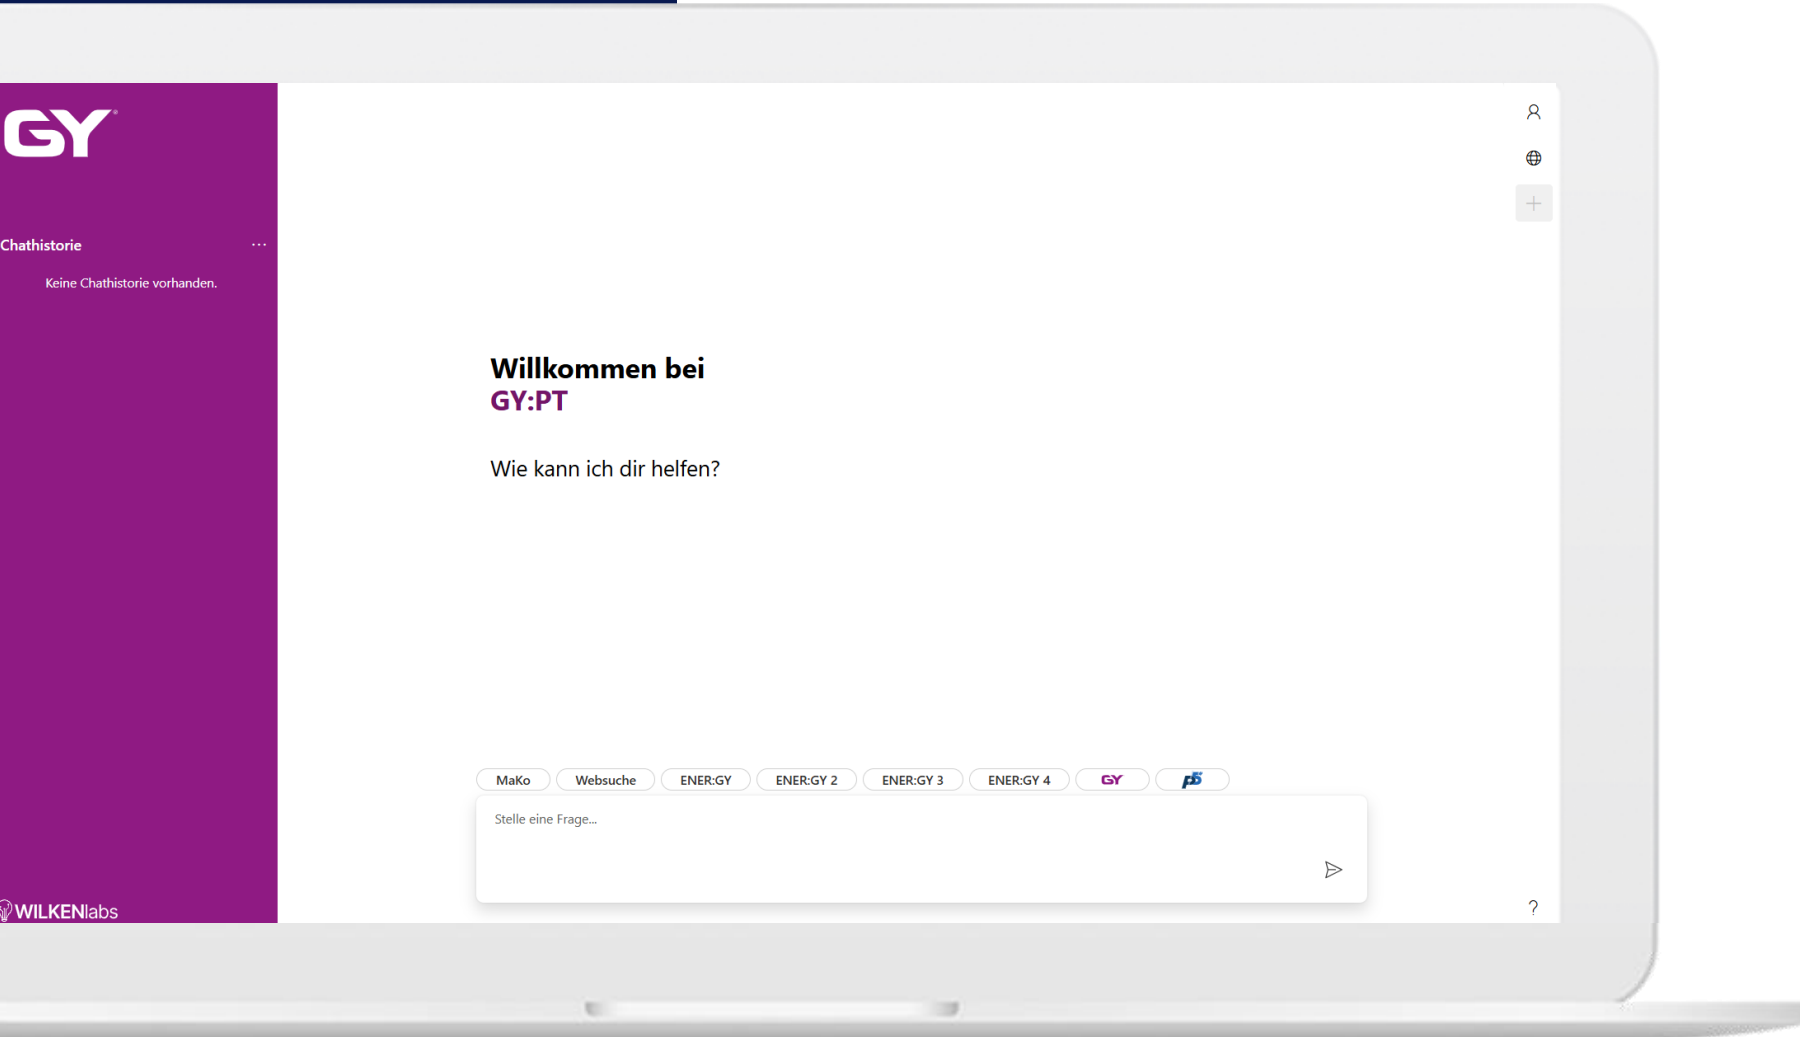 GY
Chathistorie
Keine Chathistorie vorhanden.
Willkommen bei
GY:PT
Wie kann ich dir helfen?
MaKo Websuche ENER:GY ENER:GY 2 ENER:GY 3 ENER:GY 4 GY p5
Stelle eine Frage...
WILKENlabs
?